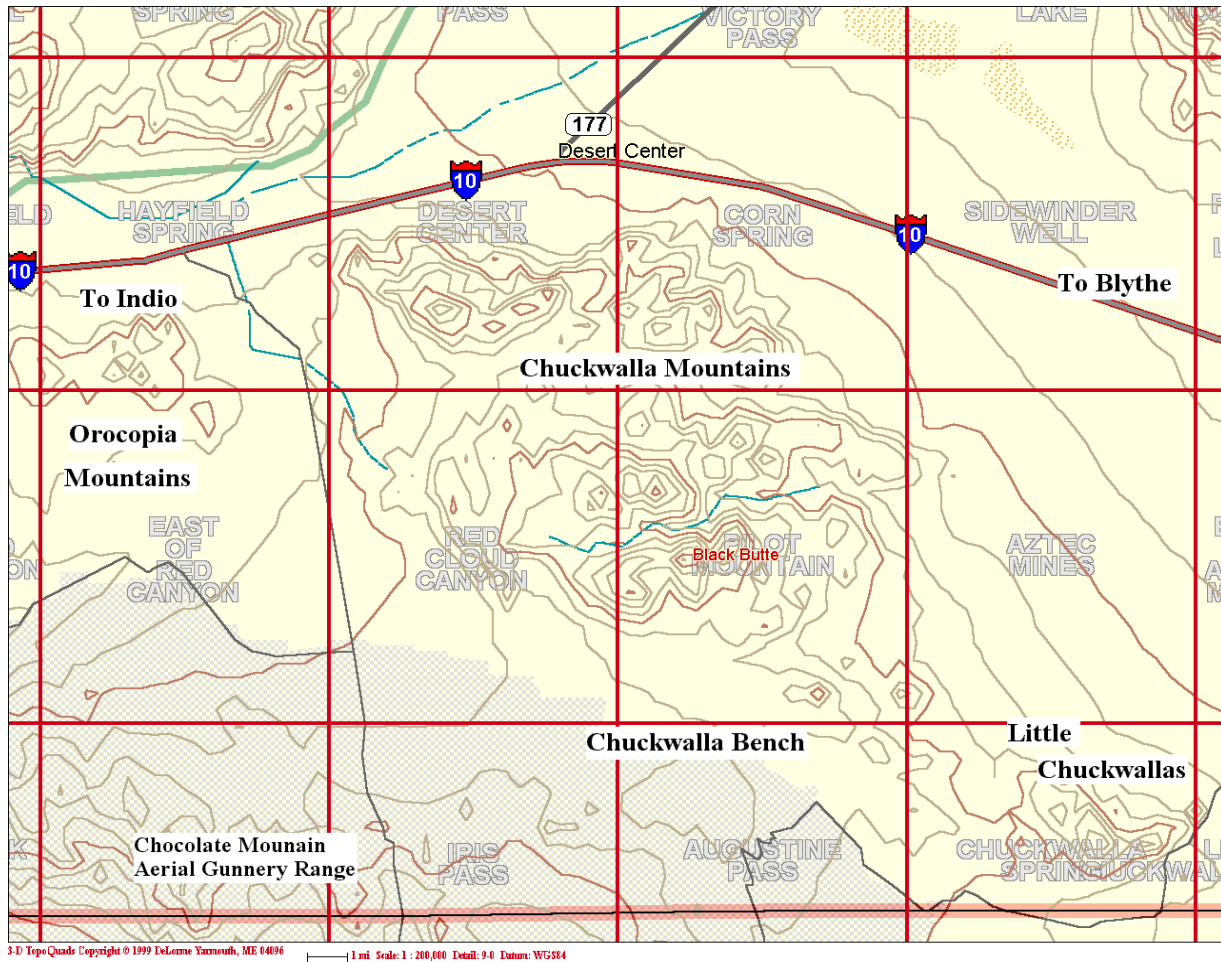 SPRING
PASS
VICTORY
PASS
LAKE
177
Desert Center
10
HAYFIELD
SPRING
DESERT
CENTER
CORN
SPRING
SIDEWINDER
WELL
10
10
To Indio
To Blythe
Chuckwalla Mountains
Orocopia
Mountains
EAST
OF
RED
CANYON
RED
CLOUD
CANYON
Black Butte
PILOT
MOUNTAIN
AZTEC
MINES
Chuckwalla Bench
Little
Chuckwallas
Chocolate Mounain
Aerial Gunnery Range
IRIS
PASS
AUGUSTINE
PASS
CHUCKWALLA
SPRING
3-D TopoQuads Copyright © 1999 DeLorme Yarmouth, ME 04096
1 mi Scale: 1 : 200,000 Detail: 9-0 Datum: WGS84